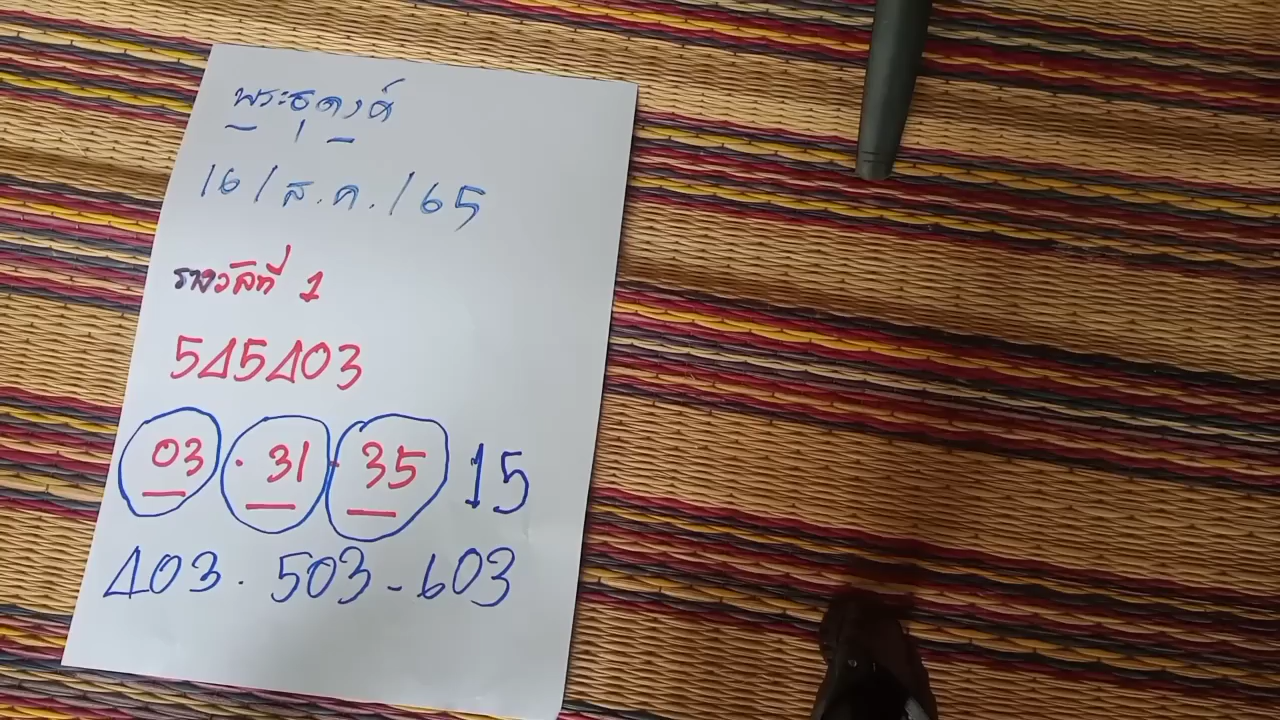 พระธุดงค์
16/ส.ค./65
รางวัลที่ 1
545403
03 . 31 . 35 15
403 . 503 - 603